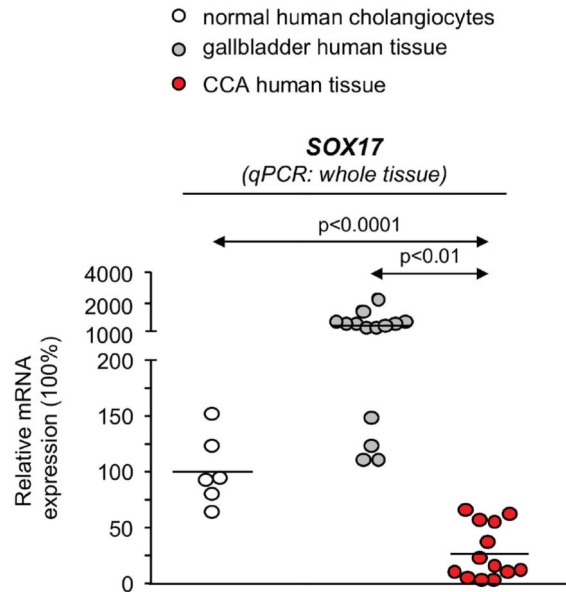 normal human cholangiocytes
gallbladder human tissue
CCA human tissue
SOX17
(qPCR: whole tissue)
p<0.0001
p<0.01
4000
2000
1000
200
150
100
50
0
Relative mRNA
expression (100%)